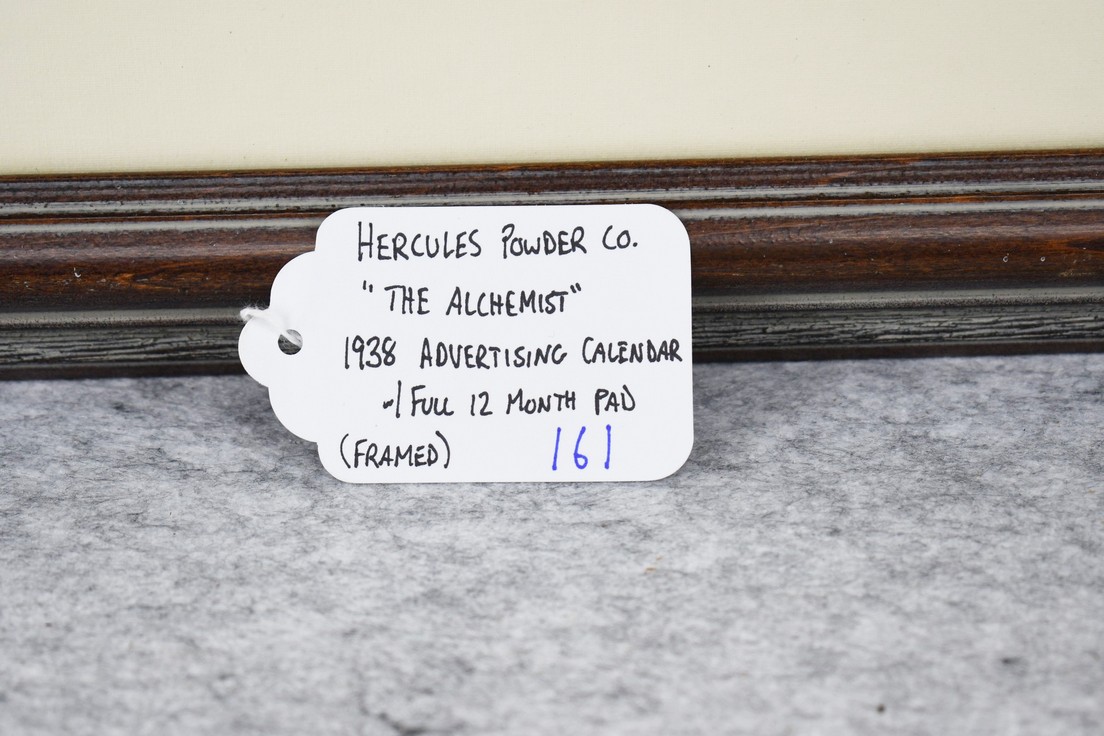 HERCULES POWDER CO.
"THE ALCHEMIST"
1938 ADVERTISING CALENDAR
w/ FULL 12 MONTH PAD
(FRAMED) 161